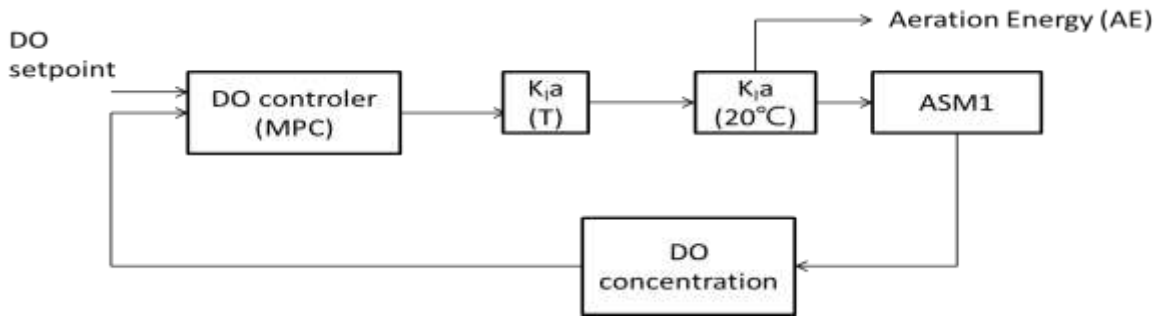 Aeration Energy (AE)
DO
setpoint
DO controler
(MPC)
Kₗa
(T)
Kₗa
(20℃)
ASM1
DO
concentration